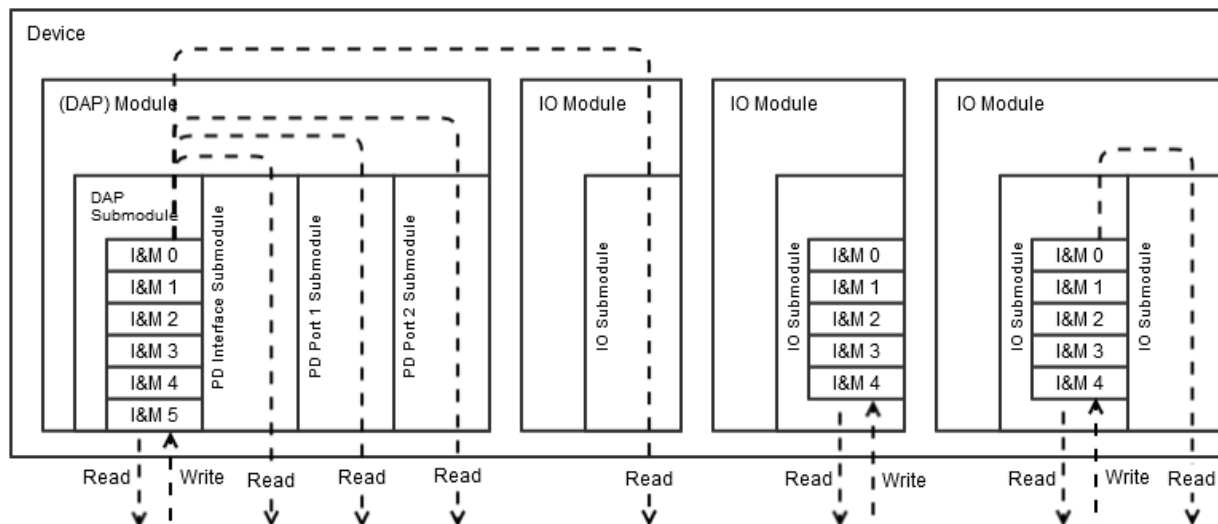 Device
(DAP) Module
IO Module
IO Module
IO Module
DAP
Submodule
I&M 0
I&M 1
I&M 2
I&M 3
I&M 4
I&M 5
PD Interface Submodule
PD Port 1 Submodule
PD Port 2 Submodule
IO Submodule
IO Submodule
I&M 0
I&M 1
I&M 2
I&M 3
I&M 4
IO Submodule
I&M 0
I&M 1
I&M 2
I&M 3
I&M 4
IO Submodule
Read
Write
Read
Read
Read
Read
Read
Write
Read
Write
Read